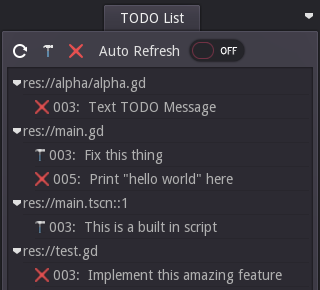 TODO List
Auto Refresh OFF
res://alpha/alpha.gd
003: Text TODO Message
res://main.gd
003: Fix this thing
005: Print "hello world" here
res://main.tscn::1
003: This is a built in script
res://test.gd
003: Implement this amazing feature